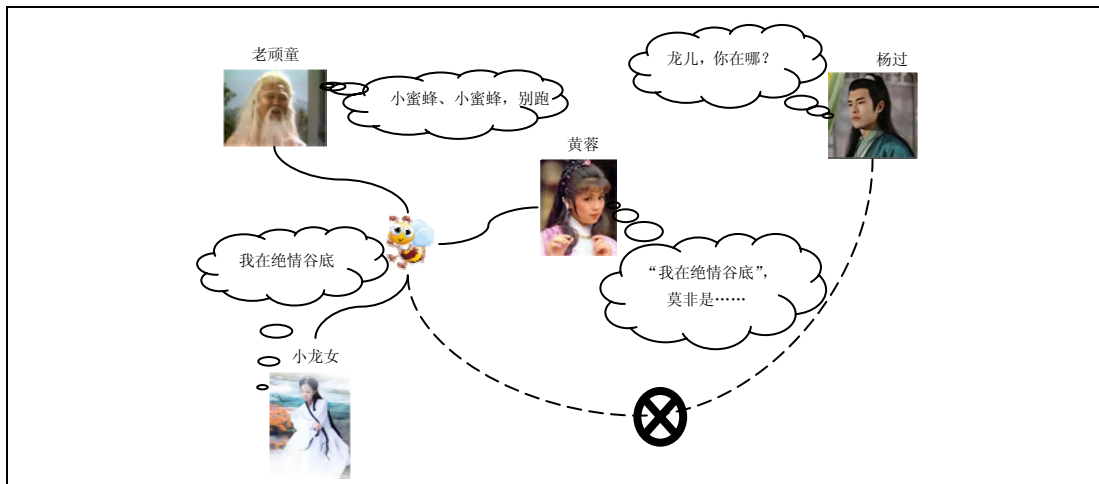 老顽童
小蜜蜂、小蜜蜂，别跑
龙儿，你在哪？
杨过
黄蓉
我在绝情谷底
“我在绝情谷底”，
莫非是……
小龙女